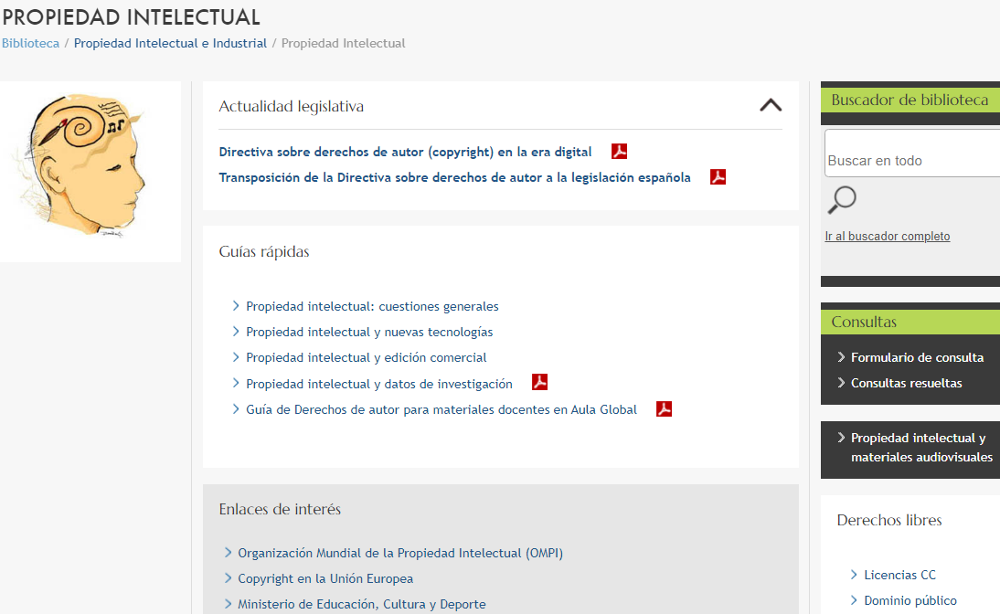 PROPIEDAD INTELECTUAL
Biblioteca / Propiedad Intelectual e Industrial / Propiedad Intelectual
Actualidad legislativa
Directiva sobre derechos de autor (copyright) en la era digital
Transposición de la Directiva sobre derechos de autor a la legislación española
Guías rápidas
Propiedad intelectual: cuestiones generales
Propiedad intelectual y nuevas tecnologías
Propiedad intelectual y edición comercial
Propiedad intelectual y datos de investigación
Guía de Derechos de autor para materiales docentes en Aula Global
Enlaces de interés
Organización Mundial de la Propiedad Intelectual (OMPI)
Copyright en la Unión Europea
Ministerio de Educación, Cultura y Deporte
Buscador de biblioteca
Buscar en todo
Ir al buscador completo
Consultas
Formulario de consulta
Consultas resueltas
Propiedad intelectual y
materiales audiovisuales
Derechos libres
Licencias CC
Dominio público